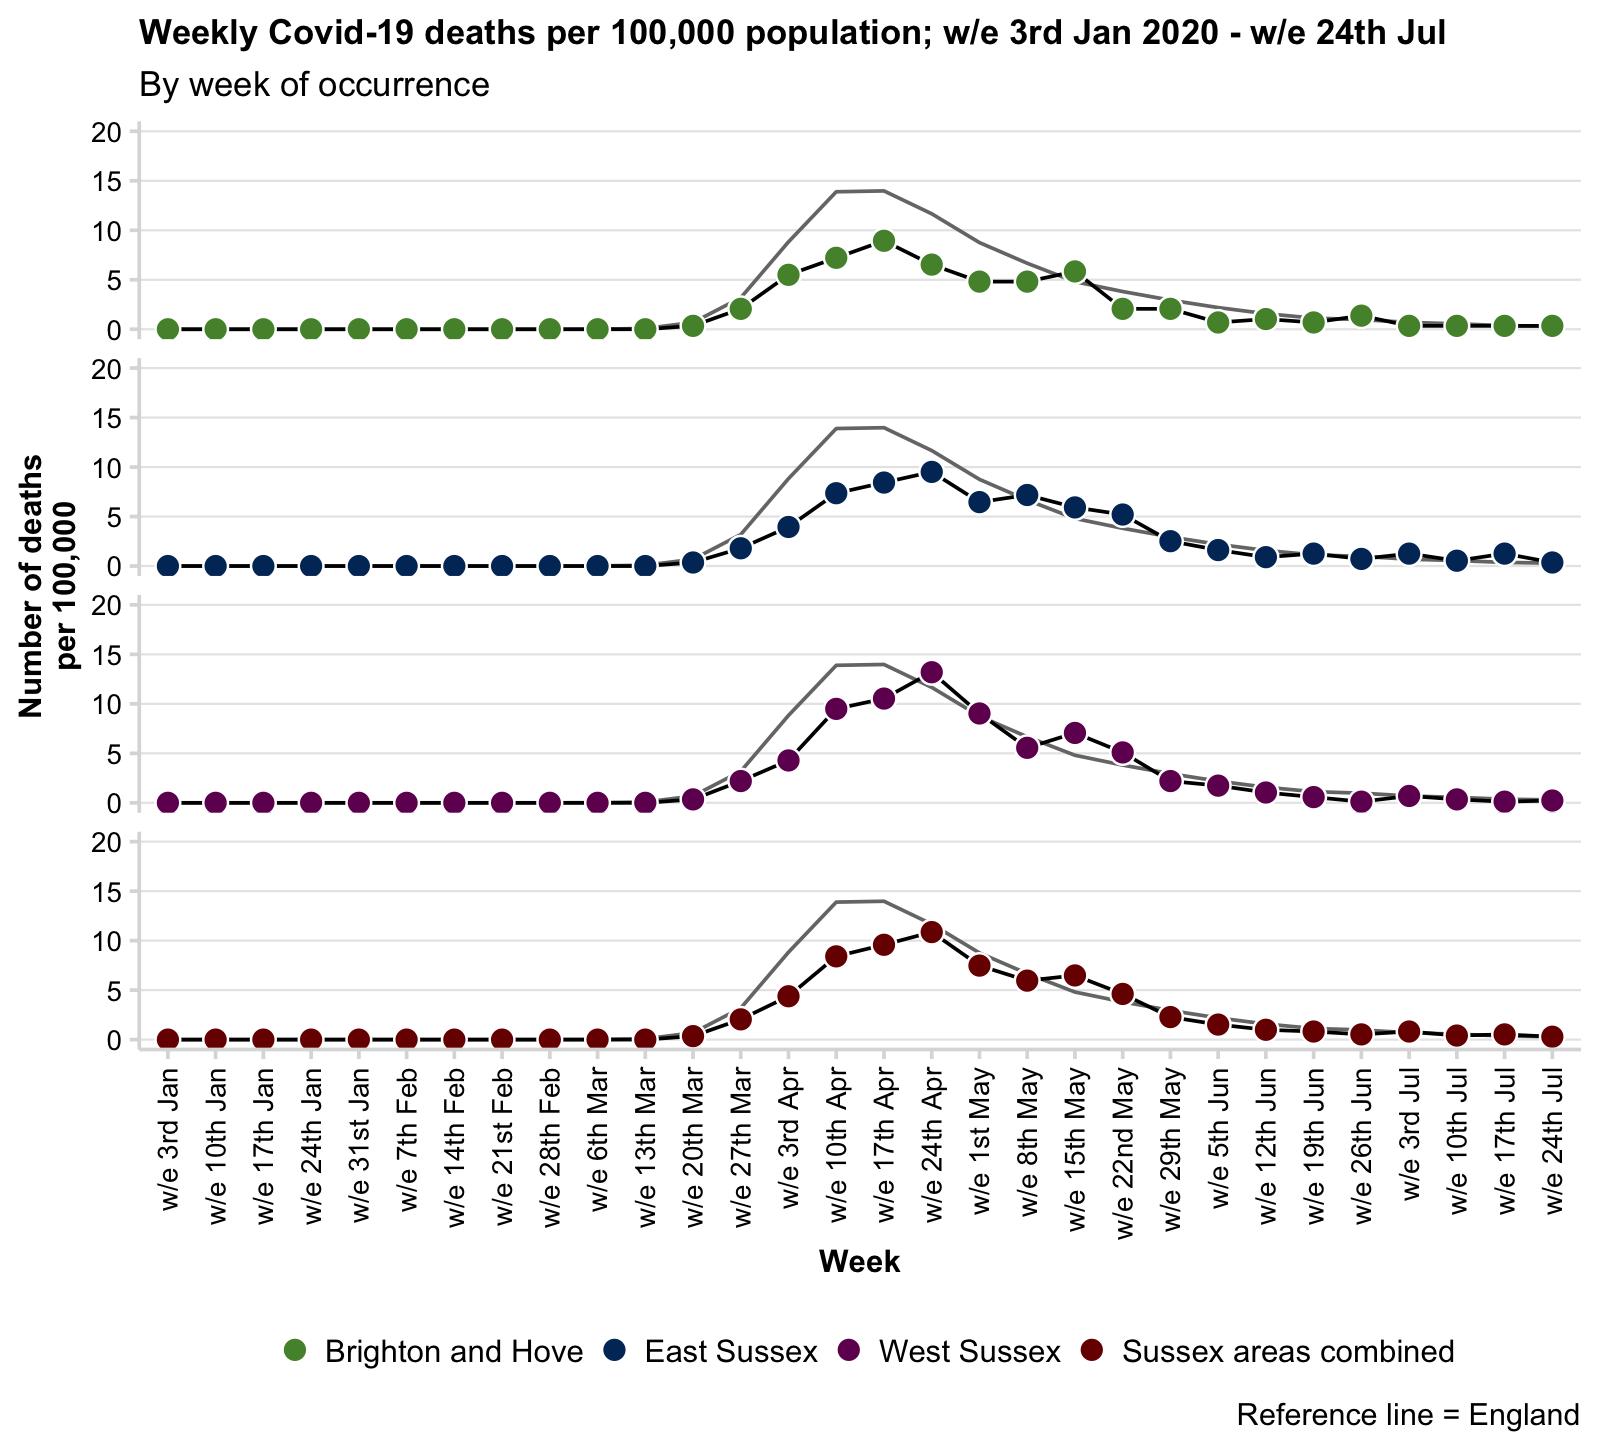 Weekly Covid-19 deaths per 100,000 population; w/e 3rd Jan 2020 - w/e 24th Jul
By week of occurrence
Number of deaths
per 100,000
20
15
10
5
0
20
15
10
5
0
20
15
10
5
0
20
15
10
5
0
w/e 3rd Jan
w/e 10th Jan
w/e 17th Jan
w/e 24th Jan
w/e 31st Jan
w/e 7th Feb
w/e 14th Feb
w/e 21st Feb
w/e 28th Feb
w/e 6th Mar
w/e 13th Mar
w/e 20th Mar
w/e 27th Mar
w/e 3rd Apr
w/e 10th Apr
w/e 17th Apr
w/e 24th Apr
w/e 1st May
w/e 8th May
w/e 15th May
w/e 22nd May
w/e 29th May
w/e 5th Jun
w/e 12th Jun
w/e 19th Jun
w/e 26th Jun
w/e 3rd Jul
w/e 10th Jul
w/e 17th Jul
w/e 24th Jul
Week
Brighton and Hove East Sussex West Sussex Sussex areas combined
Reference line = England